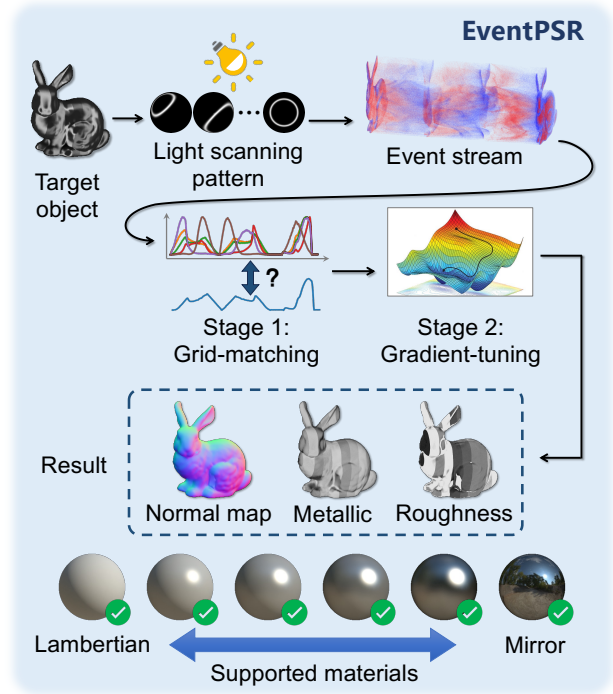 EventPSR
Target
object
Light scanning
pattern
Event stream
?
Stage 1:
Grid-matching
Stage 2:
Gradient-tuning
Result
Normal map
Metallic
Roughness
Lambertian
Mirror
Supported materials